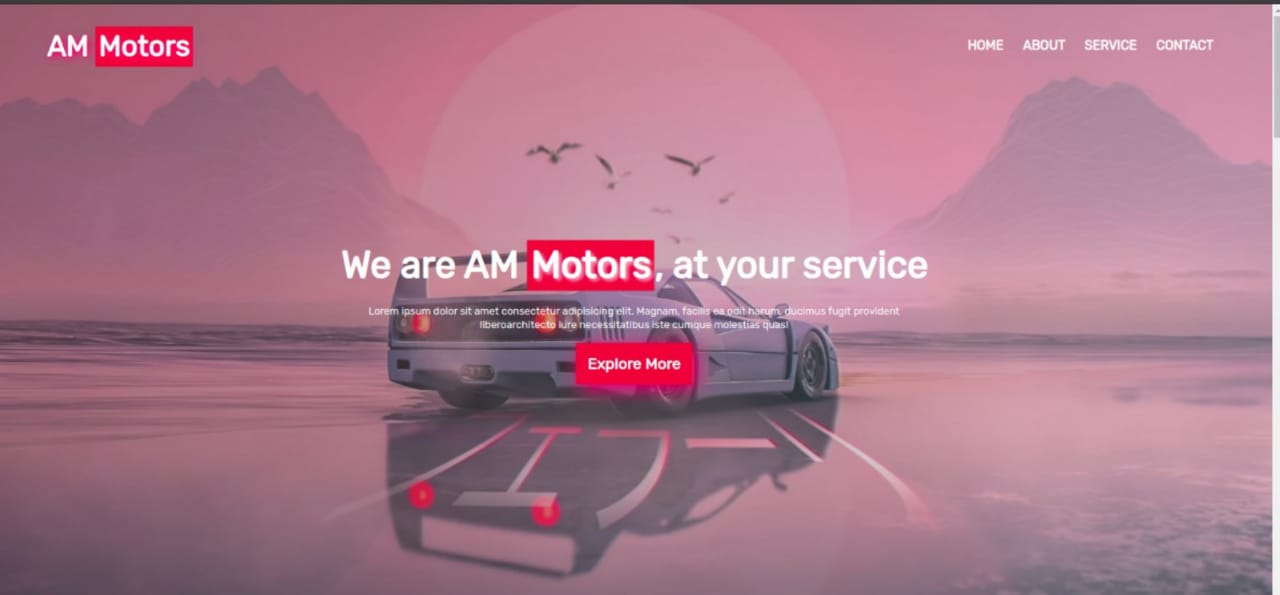 AM Motors
HOME ABOUT SERVICE CONTACT
We are AM Motors, at your service
Lorem ipsum dolor sit amet consectetur adipisicing elit. Magnam, facilis ea odit harum, ducimus fugit provident
liberoarchitecto iure necessitatibus iste cumque molestias quasi
Explore More